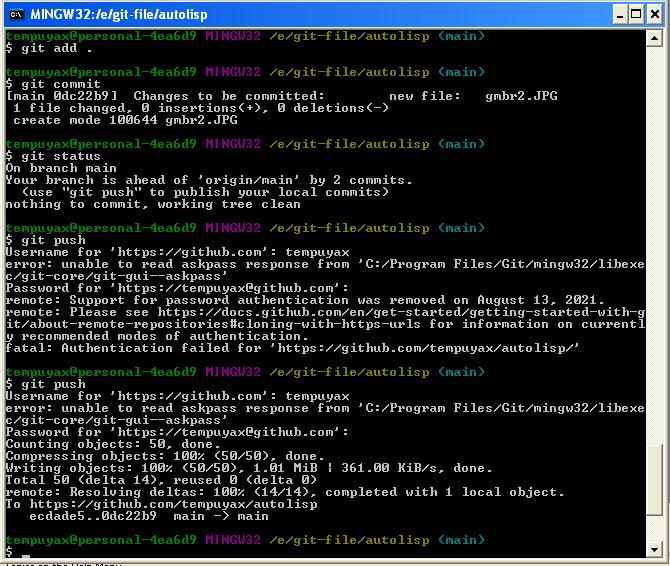 MINGW32:/e/git-file/autolisp
tempuyax@personal-4ea6d9 MINGW32 /e/git-file/autolisp (main)
$ git add .
tempuyax@personal-4ea6d9 MINGW32 /e/git-file/autolisp (main)
$ git commit
[main 0dc22b9]  Changes to be committed:        new file:   gmbr2.JPG
 1 file changed, 0 insertions(+), 0 deletions(-)
 create mode 100644 gmbr2.JPG
tempuyax@personal-4ea6d9 MINGW32 /e/git-file/autolisp (main)
$ git status
On branch main
Your branch is ahead of 'origin/main' by 2 commits.
  (use "git push" to publish your local commits)
nothing to commit, working tree clean
tempuyax@personal-4ea6d9 MINGW32 /e/git-file/autolisp (main)
$ git push
Username for 'https://github.com': tempuyax
error: unable to read askpass response from 'C:/Program Files/Git/mingw32/libexe
c/git-core/git-gui--askpass'
Password for 'https://tempuyax@github.com':
remote: Support for password authentication was removed on August 13, 2021.
remote: Please see https://docs.github.com/en/get-started/getting-started-with-g
it/about-remote-repositories#cloning-with-https-urls for information on currentl
y recommended modes of authentication.
fatal: Authentication failed for 'https://github.com/tempuyax/autolisp/'
tempuyax@personal-4ea6d9 MINGW32 /e/git-file/autolisp (main)
$ git push
Username for 'https://github.com': tempuyax
error: unable to read askpass response from 'C:/Program Files/Git/mingw32/libexe
c/git-core/git-gui--askpass'
Password for 'https://tempuyax@github.com':
Counting objects: 50, done.
Compressing objects: 100% (50/50), done.
Writing objects: 100% (50/50), 1.01 MiB | 361.00 KiB/s, done.
Total 50 (delta 14), reused 0 (delta 0)
remote: Resolving deltas: 100% (14/14), completed with 1 local object.
To https://github.com/tempuyax/autolisp
   ecdade5..0dc22b9  main -> main
tempuyax@personal-4ea6d9 MINGW32 /e/git-file/autolisp (main)
$